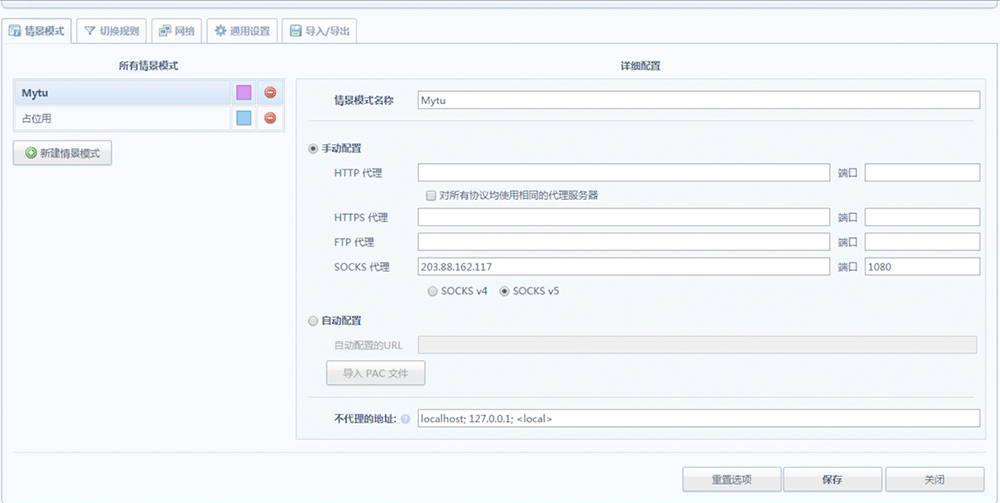 情景模式 切换规则 网络 通用设置 导入/导出
所有情景模式
Mytu
占位用
新建情景模式
详细配置
情景模式名称 Mytu
手动配置
HTTP 代理 端口
对所有协议均使用相同的代理服务器
HTTPS 代理 端口
FTP 代理 端口
SOCKS 代理 203.88.162.117 端口 1080
SOCKS v4 SOCKS v5
自动配置
自动配置的URL
导入 PAC 文件
不代理的地址: ? localhost; 127.0.0.1; <local>
重置选项 保存 关闭